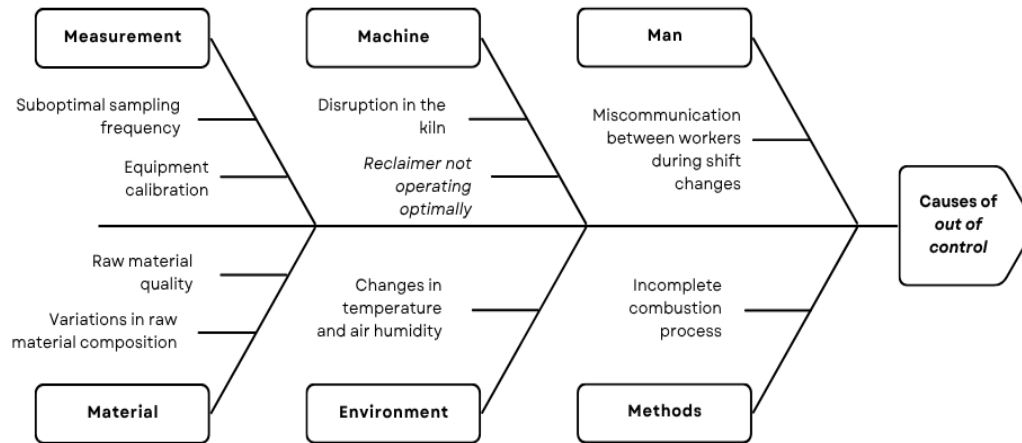 Measurement
Machine
Man
Suboptimal sampling
frequency
Equipment
calibration
Disruption in the
kiln
Reclaimer not
operating
optimally
Miscommunication
between workers
during shift
changes
Causes of
out of
control
Raw material
quality
Variations in raw
material composition
Changes in
temperature
and air humidity
Incomplete
combustion
process
Material
Environment
Methods